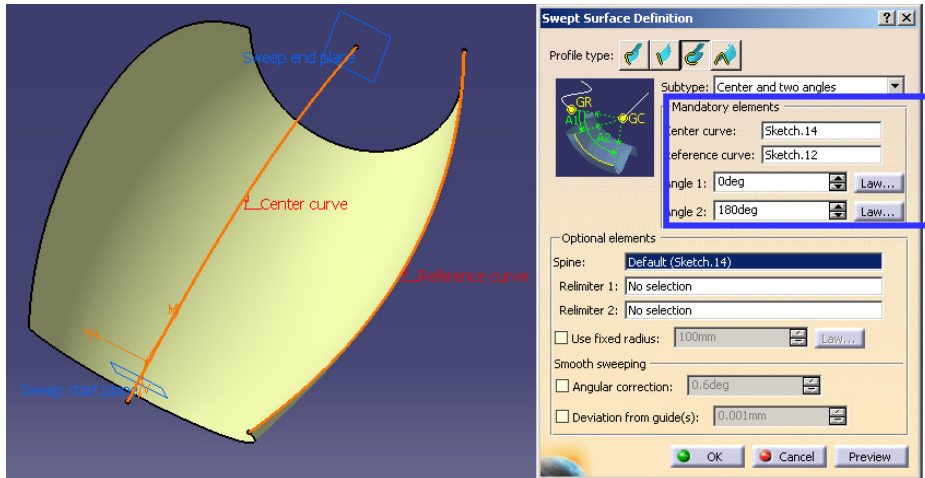 Sweep end plane
Center curve
Reference curve
Sweep start plane
Swept Surface Definition
Profile type:
Subtype: Center and two angles
GR
A1
GC
A2
Mandatory elements
Center curve: Sketch.14
Reference curve: Sketch.12
Angle 1: 0deg Law...
Angle 2: 180deg Law...
Optional elements
Spine: Default (Sketch.14)
Relimiter 1: No selection
Relimiter 2: No selection
Use fixed radius: 100mm Law...
Smooth sweeping
Angular correction: 0.6deg
Deviation from guide(s): 0.001mm
OK Cancel Preview